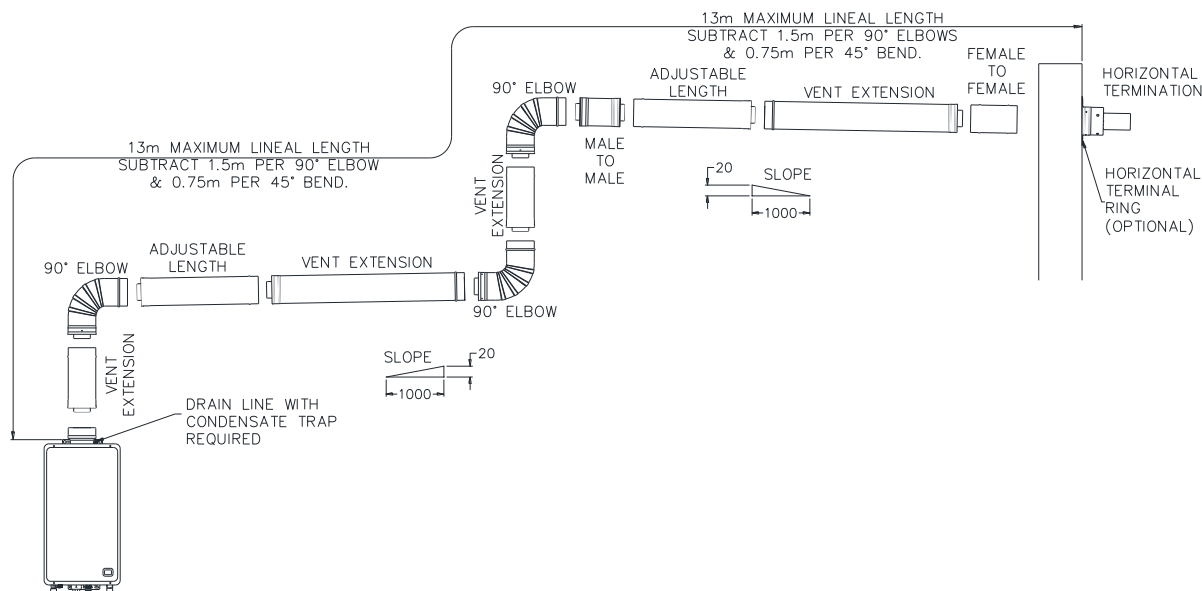 13m MAXIMUM LINEAL LENGTH
SUBTRACT 1.5m PER 90° ELBOWS
& 0.75m PER 45° BEND.
FEMALE
TO
FEMALE
HORIZONTAL
TERMINATION
90° ELBOW
ADJUSTABLE
LENGTH
VENT EXTENSION
MALE
TO
MALE
13m MAXIMUM LINEAL LENGTH
SUBTRACT 1.5m PER 90° ELBOW
& 0.75m PER 45° BEND.
VENT
EXTENSION
20
SLOPE
1000
HORIZONTAL
TERMINAL
RING
(OPTIONAL)
90° ELBOW
ADJUSTABLE
LENGTH
VENT EXTENSION
90° ELBOW
VENT
EXTENSION
SLOPE
20
1000
DRAIN LINE WITH
CONDENSATE TRAP
REQUIRED